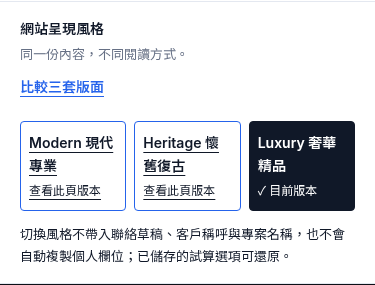 網站呈現風格
同一份內容，不同閱讀方式。
比較三套版面
Modern 現代
專業
查看此頁版本
Heritage 懷
舊復古
查看此頁版本
Luxury 奢華
精品
✓ 目前版本
切換風格不帶入聯絡草稿、客戶稱呼與專案名稱，也不會
自動複製個人欄位；已儲存的試算選項可還原。